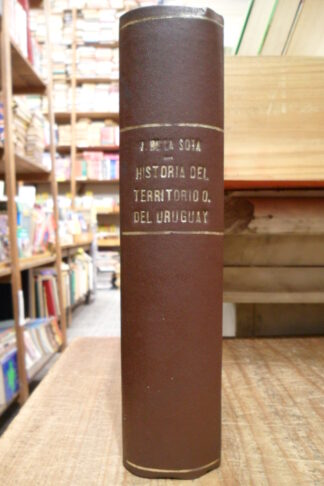 J. DE LA SOTA
HISTORIA DEL
TERRITORIO O.
DEL URUGUAY